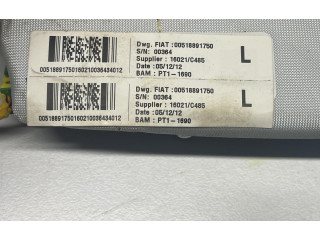 Dwg. FIAT : 00518891750
S/N: 00364
Supplier : 16021/C485
Date : 05/12/12
BAM : PT1-1690
L
00518891750160210036434012
Dwg. FIAT : 00518891750
S/N: 00364
Supplier : 16021/C485
Date : 05/12/12
BAM : PT1-1690
L
00518891750160210036434012